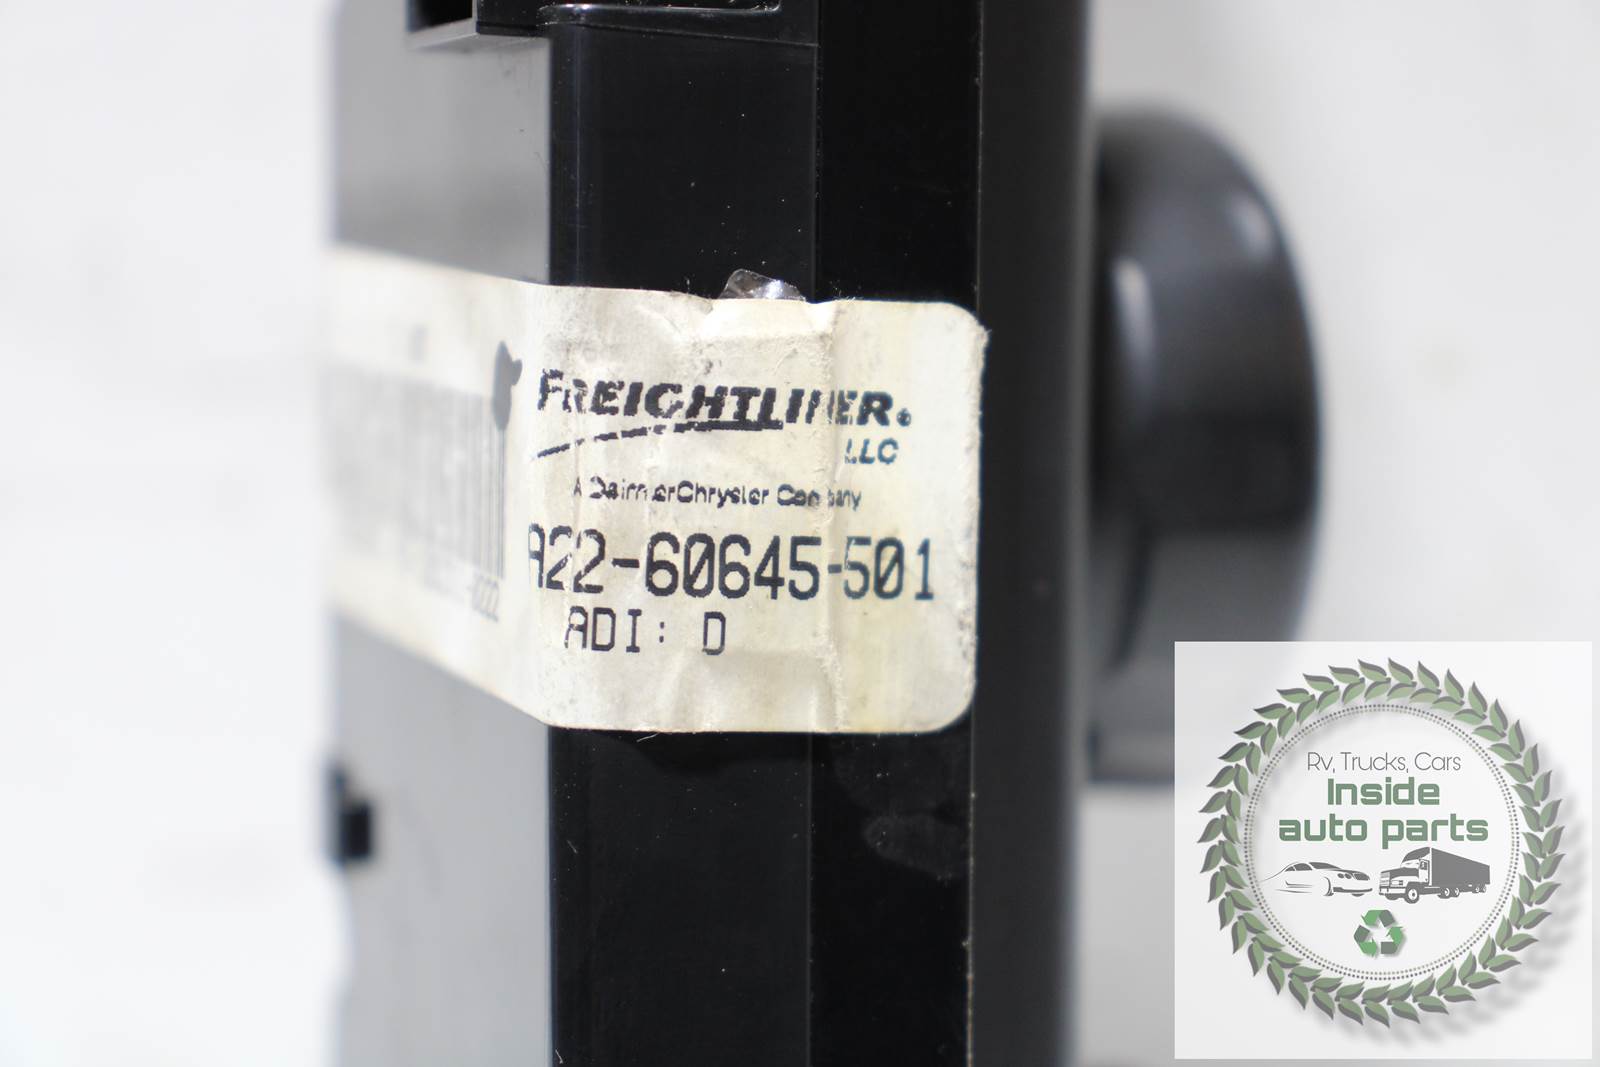 FREIGHTLINER
LLC
A DaimlerChrysler Company
A22-60645-501
ADI: D
Rv, Trucks, Cars
Inside
auto parts